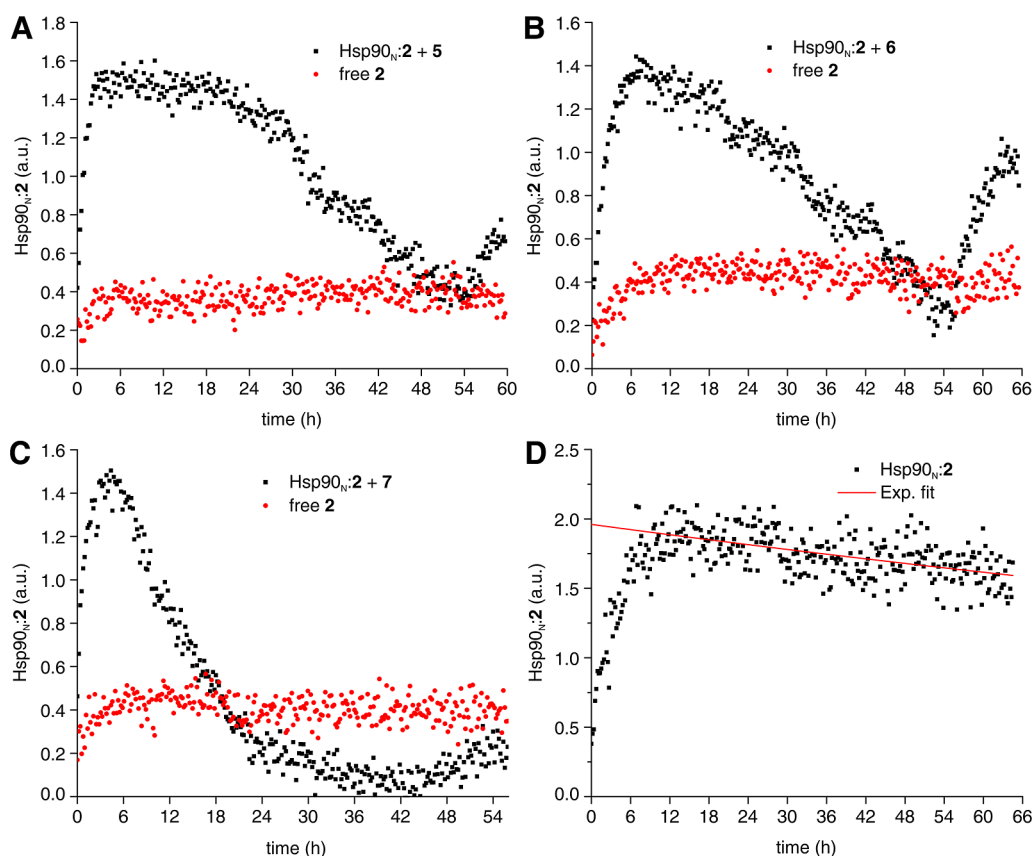 A
Hsp90N:2 (a.u.)
1.8
1.6
1.4
1.2
1.0
0.8
0.6
0.4
0.2
0.0
Hsp90N:2 + 5
free 2
0 6 12 18 24 30 36 42 48 54 60
time (h)
B
Hsp90N:2 (a.u.)
1.6
1.4
1.2
1.0
0.8
0.6
0.4
0.2
0.0
Hsp90N:2 + 6
free 2
0 6 12 18 24 30 36 42 48 54 60 66
time (h)
C
Hsp90N:2 (a.u.)
1.6
1.4
1.2
1.0
0.8
0.6
0.4
0.2
0.0
Hsp90N:2 + 7
free 2
0 6 12 18 24 30 36 42 48 54
time (h)
D
Hsp90N:2 (a.u.)
2.5
2.0
1.5
1.0
0.5
0.0
Hsp90N:2
Exp. fit
0 6 12 18 24 30 36 42 48 54 60 66
time (h)